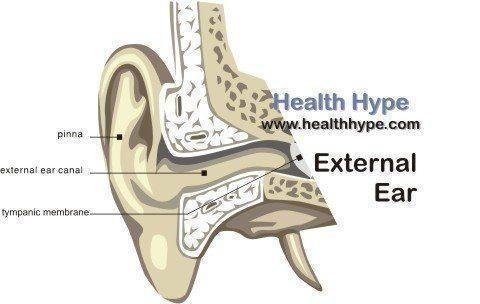 Health Hype
www.healthhype.com
pinna
external ear canal
External
Ear
tympanic membrane